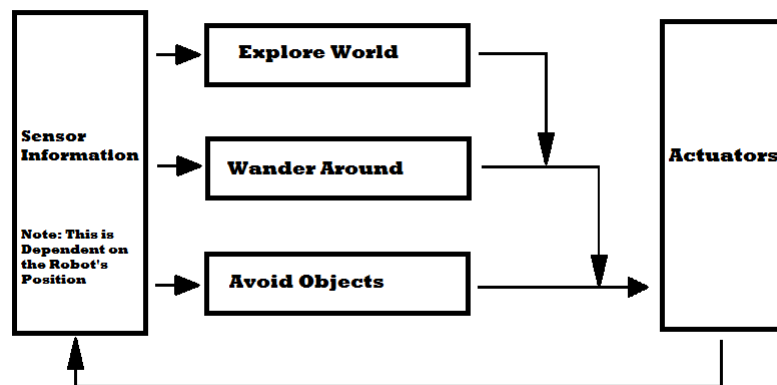 Explore World
Sensor
Information
Wander Around
Actuators
Note: This is
Dependent on
the Robot's
Position
Avoid Objects